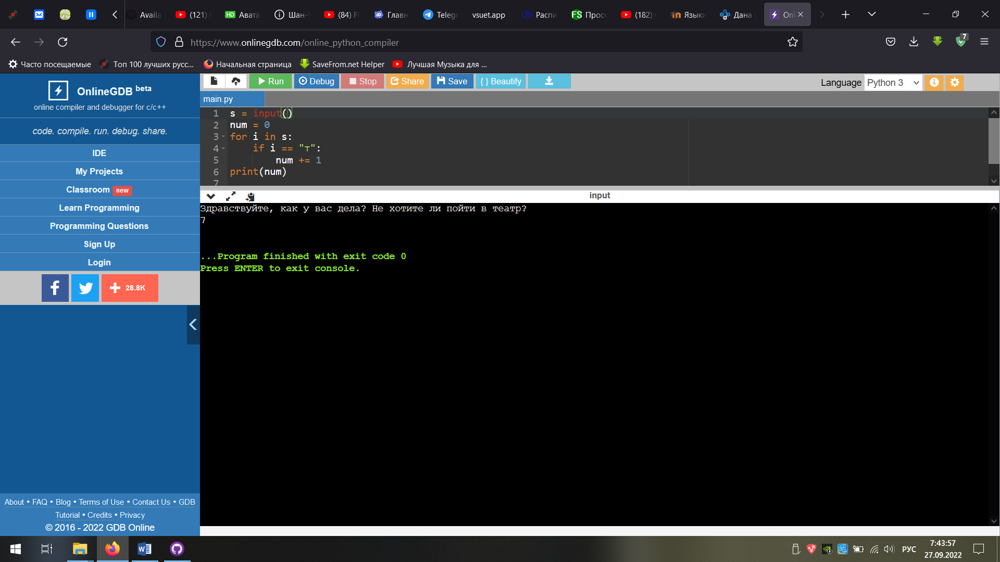 Availa
(121)
HD Авата
Шан-
(84) Fl
Главн
Telegr
vsuet.app
Распи
FS Прос
(182)
Языки
Дана
Onl
https://www.onlinegdb.com/online_python_compiler
7
Часто посещаемые
Топ 100 лучших русс...
Начальная страница
SaveFrom.net Helper
Лучшая Музыка для ...
OnlineGDB beta
online compiler and debugger for c/c++
code. compile. run. debug. share.
IDE
My Projects
Classroom new
Learn Programming
Programming Questions
Sign Up
Login
28.8K
About • FAQ • Blog • Terms of Use • Contact Us • GDB
Tutorial • Credits • Privacy
© 2016 - 2022 GDB Online
Run Debug Stop Share Save { } Beautify
Language Python 3
main.py
1 s = input()
2 num = 0
3 for i in s:
4     if i == "т":
5         num += 1
6 print(num)
7
input
Здравствуйте, как у вас дела? Не хотите ли пойти в театр?
7
...Program finished with exit code 0
Press ENTER to exit console.
РУС
7:43:57
27.09.2022